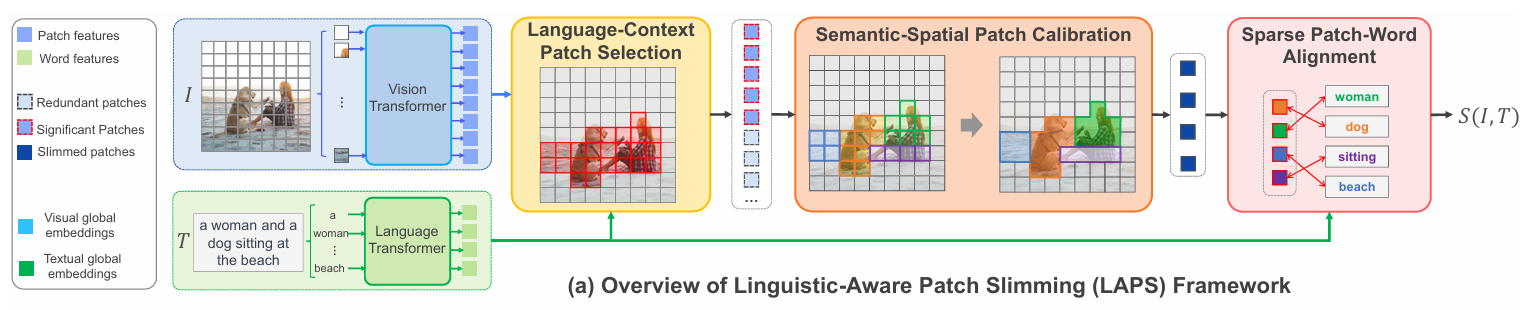 Patch features
Word features
Redundant patches
Significant Patches
Slimmed patches
Visual global
embeddings
Textual global
embeddings
I
Vision
Transformer
T
a woman and a
dog sitting at
the beach
a
woman
beach
Language
Transformer
Language-Context
Patch Selection
...
Semantic-Spatial Patch Calibration
Sparse Patch-Word
Alignment
woman
dog
sitting
beach
S(I,T)
(a) Overview of Linguistic-Aware Patch Slimming (LAPS) Framework